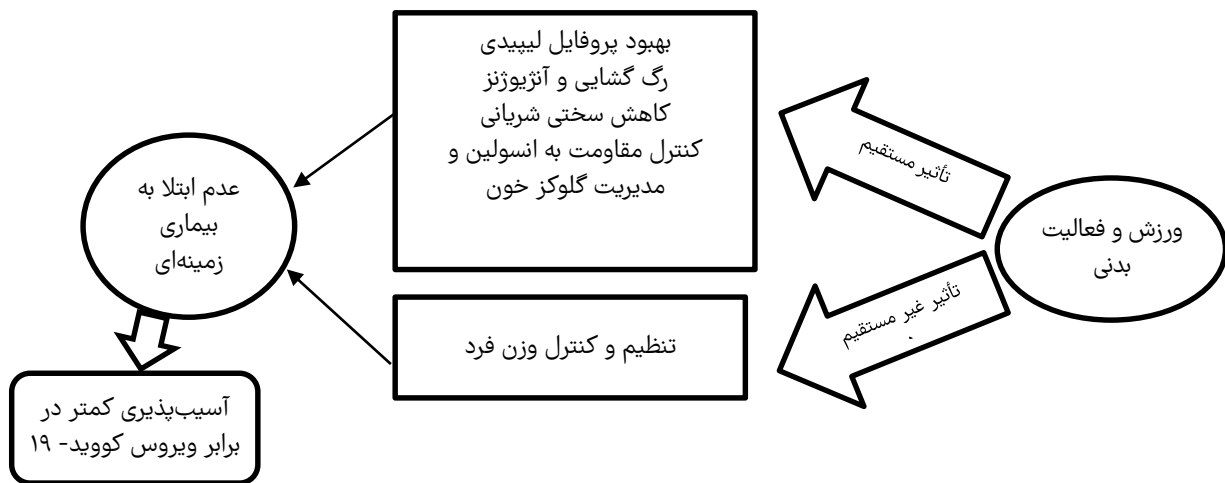 ورزش و فعالیت
بدنی
تأثیر مستقیم
بهبود پروفایل لیپیدی
رگ گشایی و آنژیوژنز
کاهش سختی شریانی
کنترل مقاومت به انسولین و
مدیریت گلوکز خون
تأثیر غیر مستقیم
تنظیم و کنترل وزن فرد
عدم ابتلا به
بیماری
زمینه‌ای
آسیب‌پذیری کمتر در
برابر ویروس کووید- ۱۹